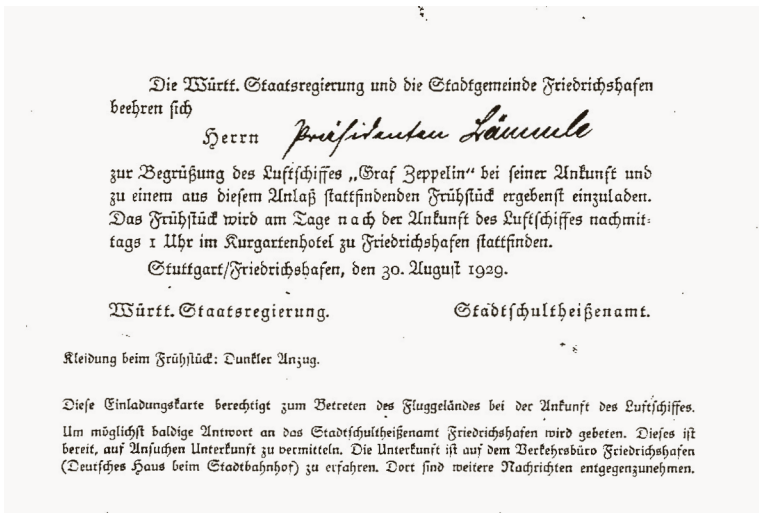 Die Württ. Staatsregierung und die Stadtgemeinde Friedrichshafen
beehren sich
Herrn Präsidenten Lämmle
zur Begrüßung des Luftschiffes „Graf Zeppelin“ bei seiner Ankunft und
zu einem aus diesem Anlaß stattfindenden Frühstück ergebenst einzuladen.
Das Frühstück wird am Tage nach der Ankunft des Luftschiffes nachmit-
tags 1 Uhr im Kurgartenhotel zu Friedrichshafen stattfinden.
Stuttgart/Friedrichshafen, den 30. August 1929.
Württ. Staatsregierung. Stadtschultheißenamt.
Kleidung beim Frühstück: Dunkler Anzug.
Diese Einladungskarte berechtigt zum Betreten des Fluggeländes bei der Ankunft des Luftschiffes.
Um möglichst baldige Antwort an das Stadtschultheißenamt Friedrichshafen wird gebeten. Dieses ist
bereit, auf Ansuchen Unterkunft zu vermitteln. Die Unterkunft ist auf dem Verkehrsbüro Friedrichshafen
(Deutsches Haus beim Stadtbahnhof) zu erfahren. Dort sind weitere Nachrichten entgegenzunehmen.